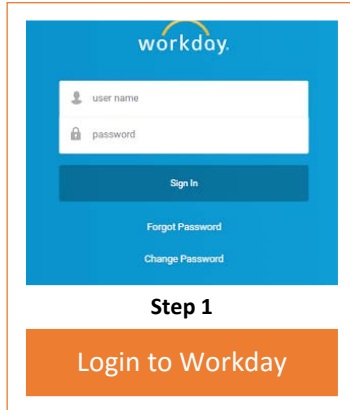 workday.
user name
password
Sign In
Forgot Password
Change Password
Step 1
Login to Workday